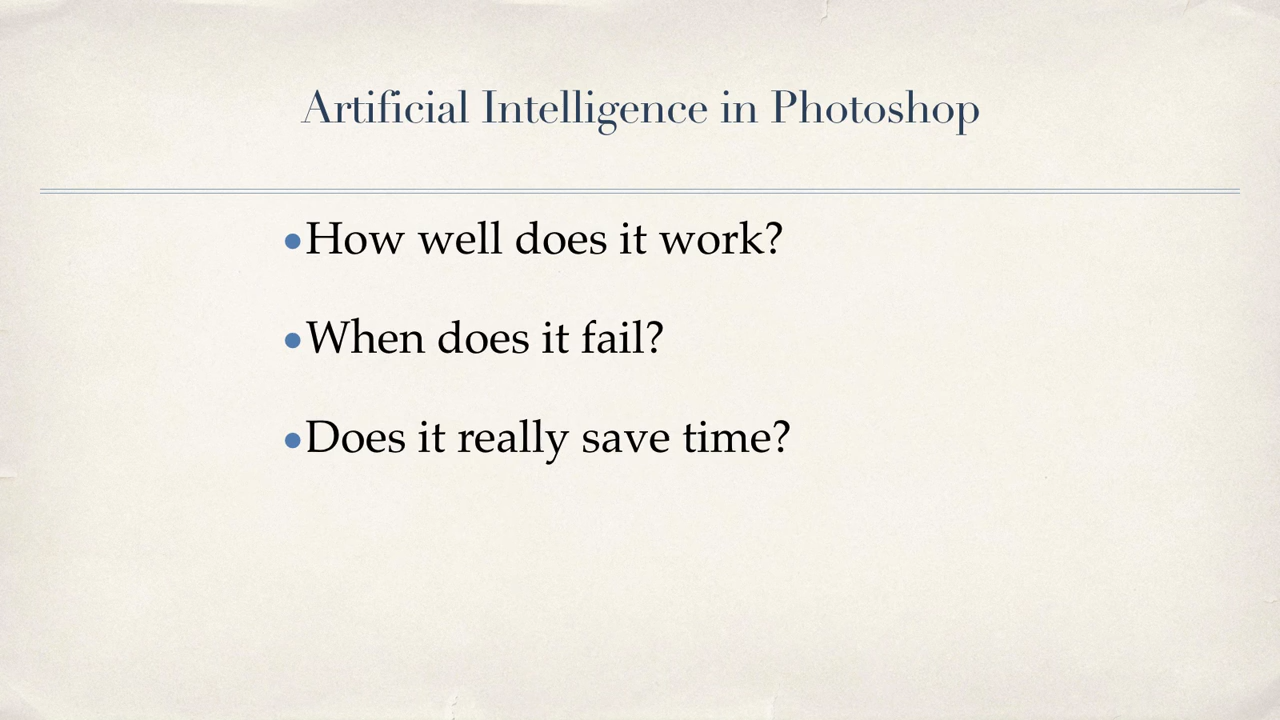 Artificial Intelligence in Photoshop
•How well does it work?
•When does it fail?
•Does it really save time?